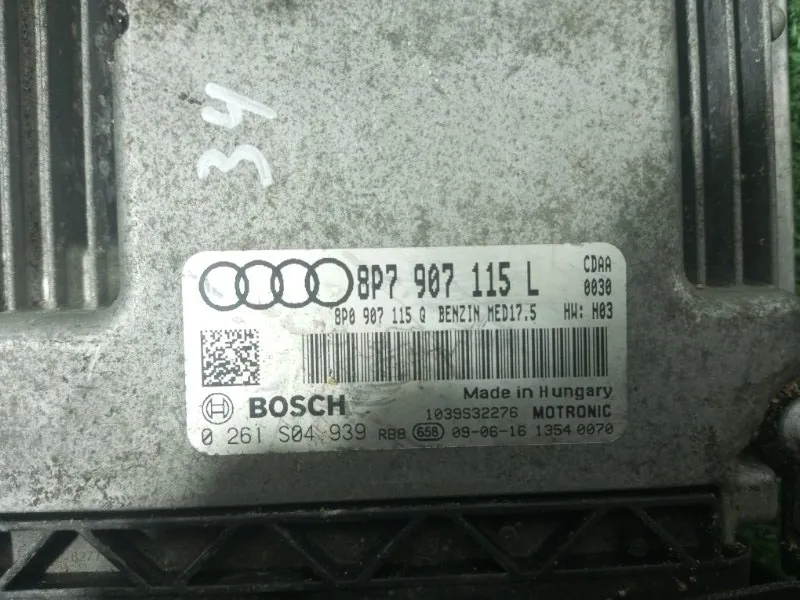 34
8P7 907 115 L
CDAA
0030
8P0 907 115 Q BENZIN MED17.5 HW: H03
Made in Hungary
BOSCH
1039S32276 MOTRONIC
0 261 S04 939 RBB 658 09-06-16 1354 0070